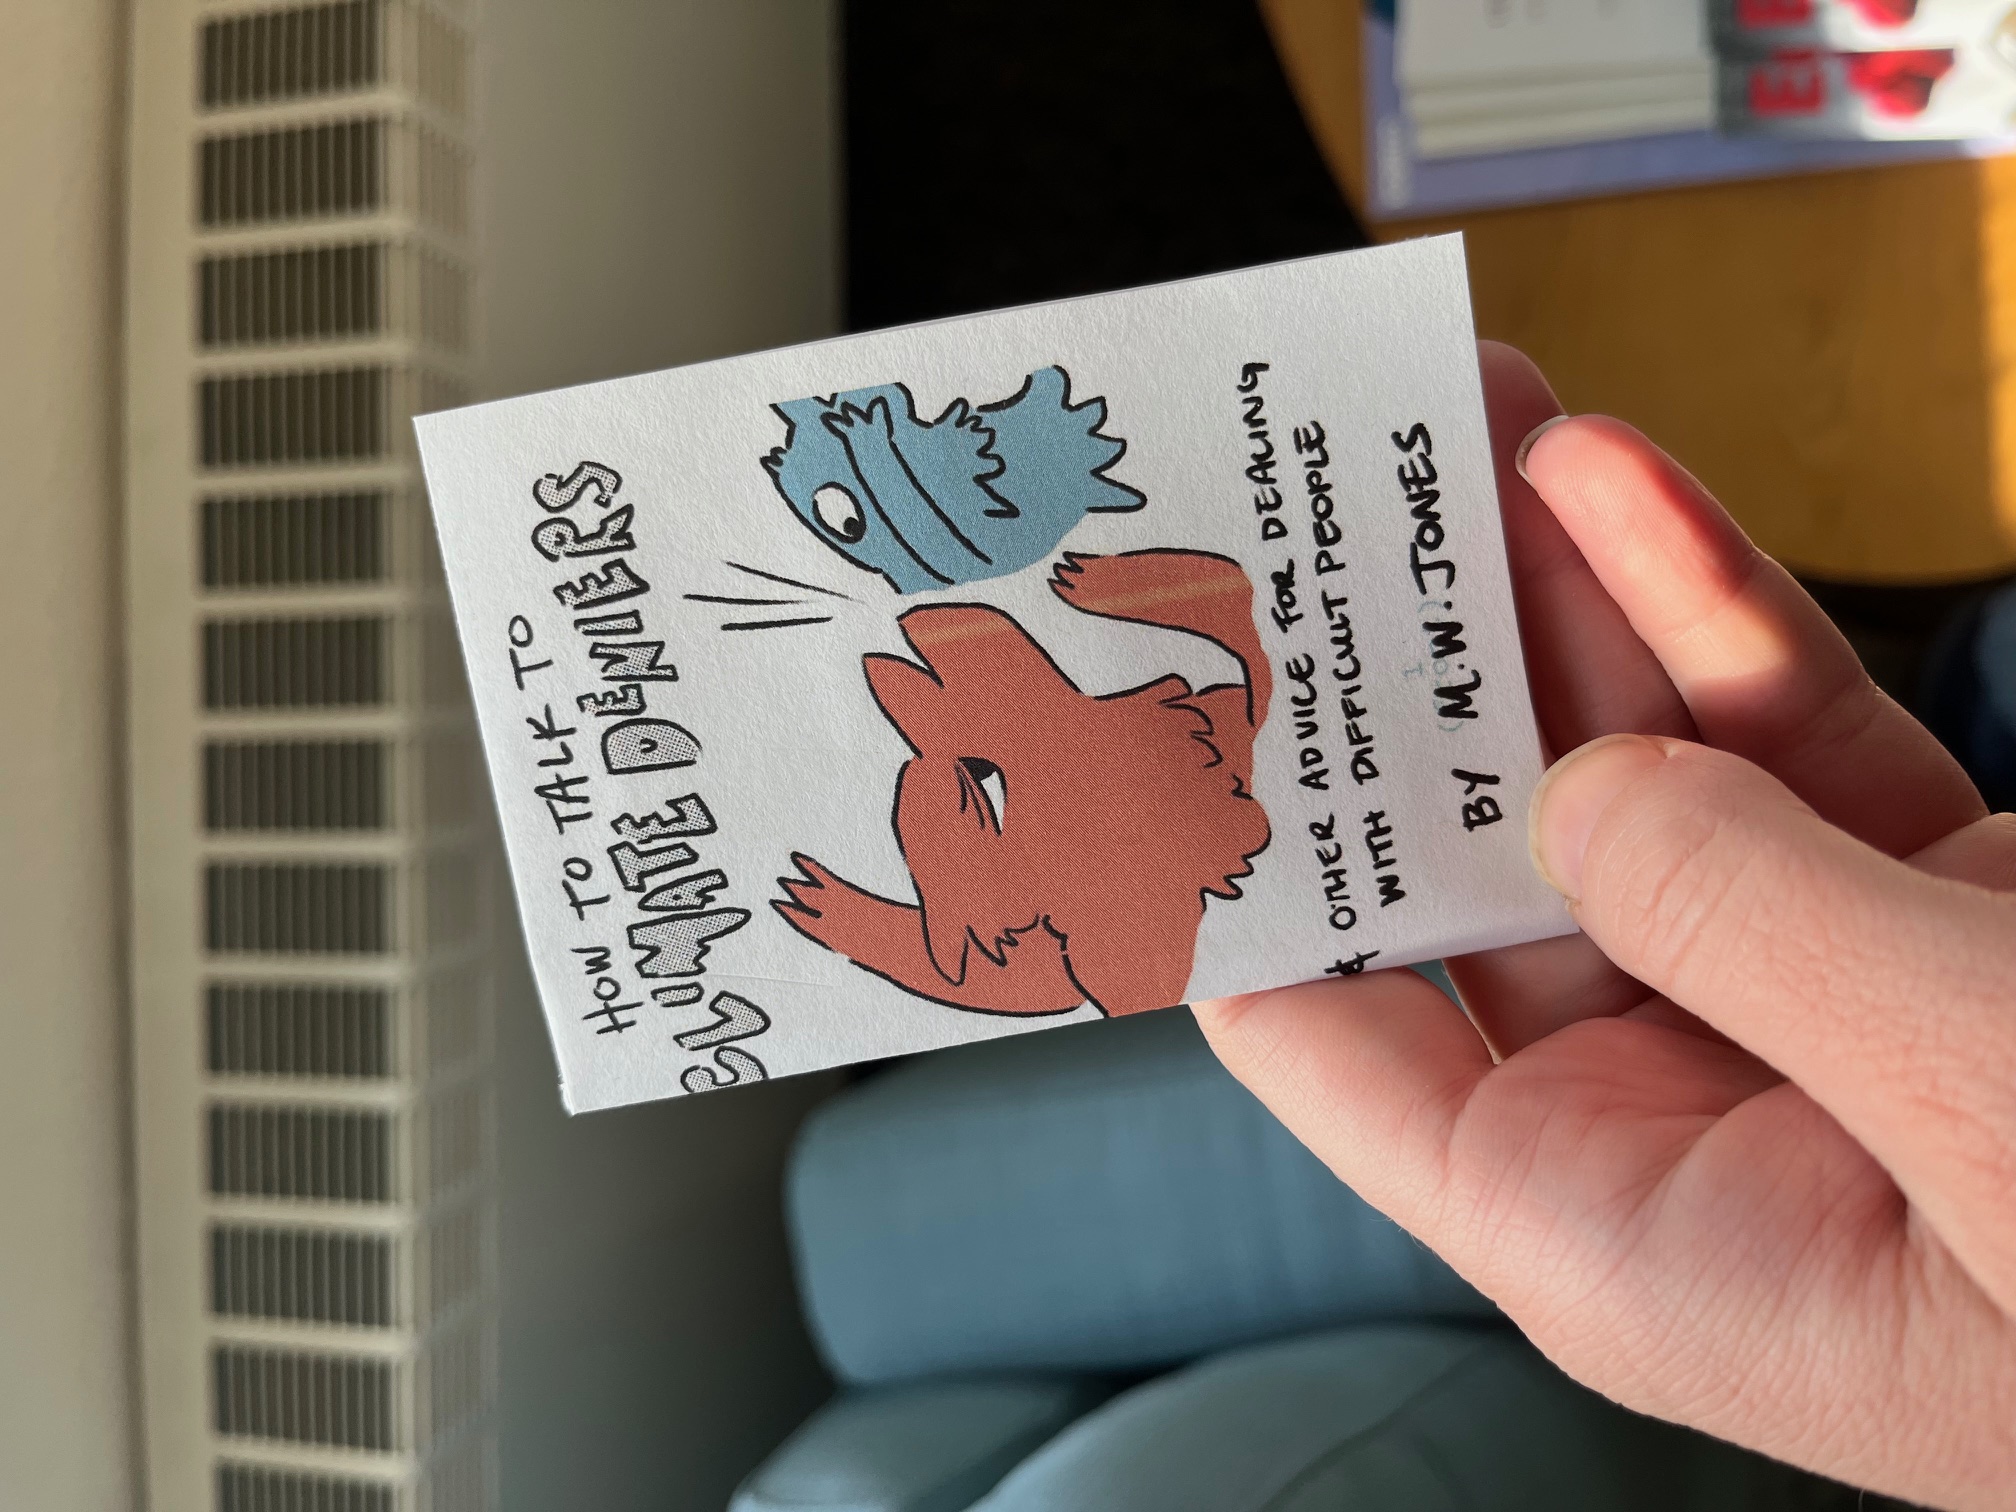 HOW TO TALK TO
CLIMATE DENIERS
& OTHER ADVICE FOR DEALING
WITH DIFFICULT PEOPLE
BY M.W. JONES